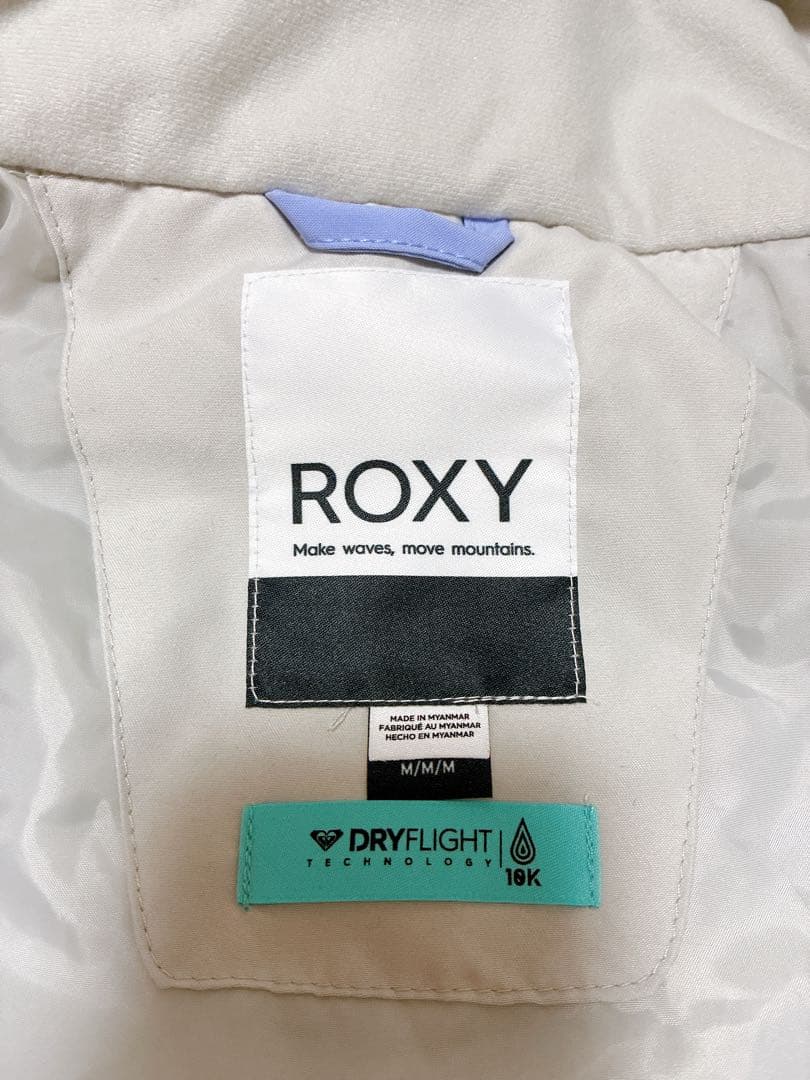 ROXY
Make waves, move mountains.
MADE IN MYANMAR
FABRIQUÉ AU MYANMAR
HECHO EN MYANMAR
M/M/M
DRYFLIGHT
TECHNOLOGY
10K